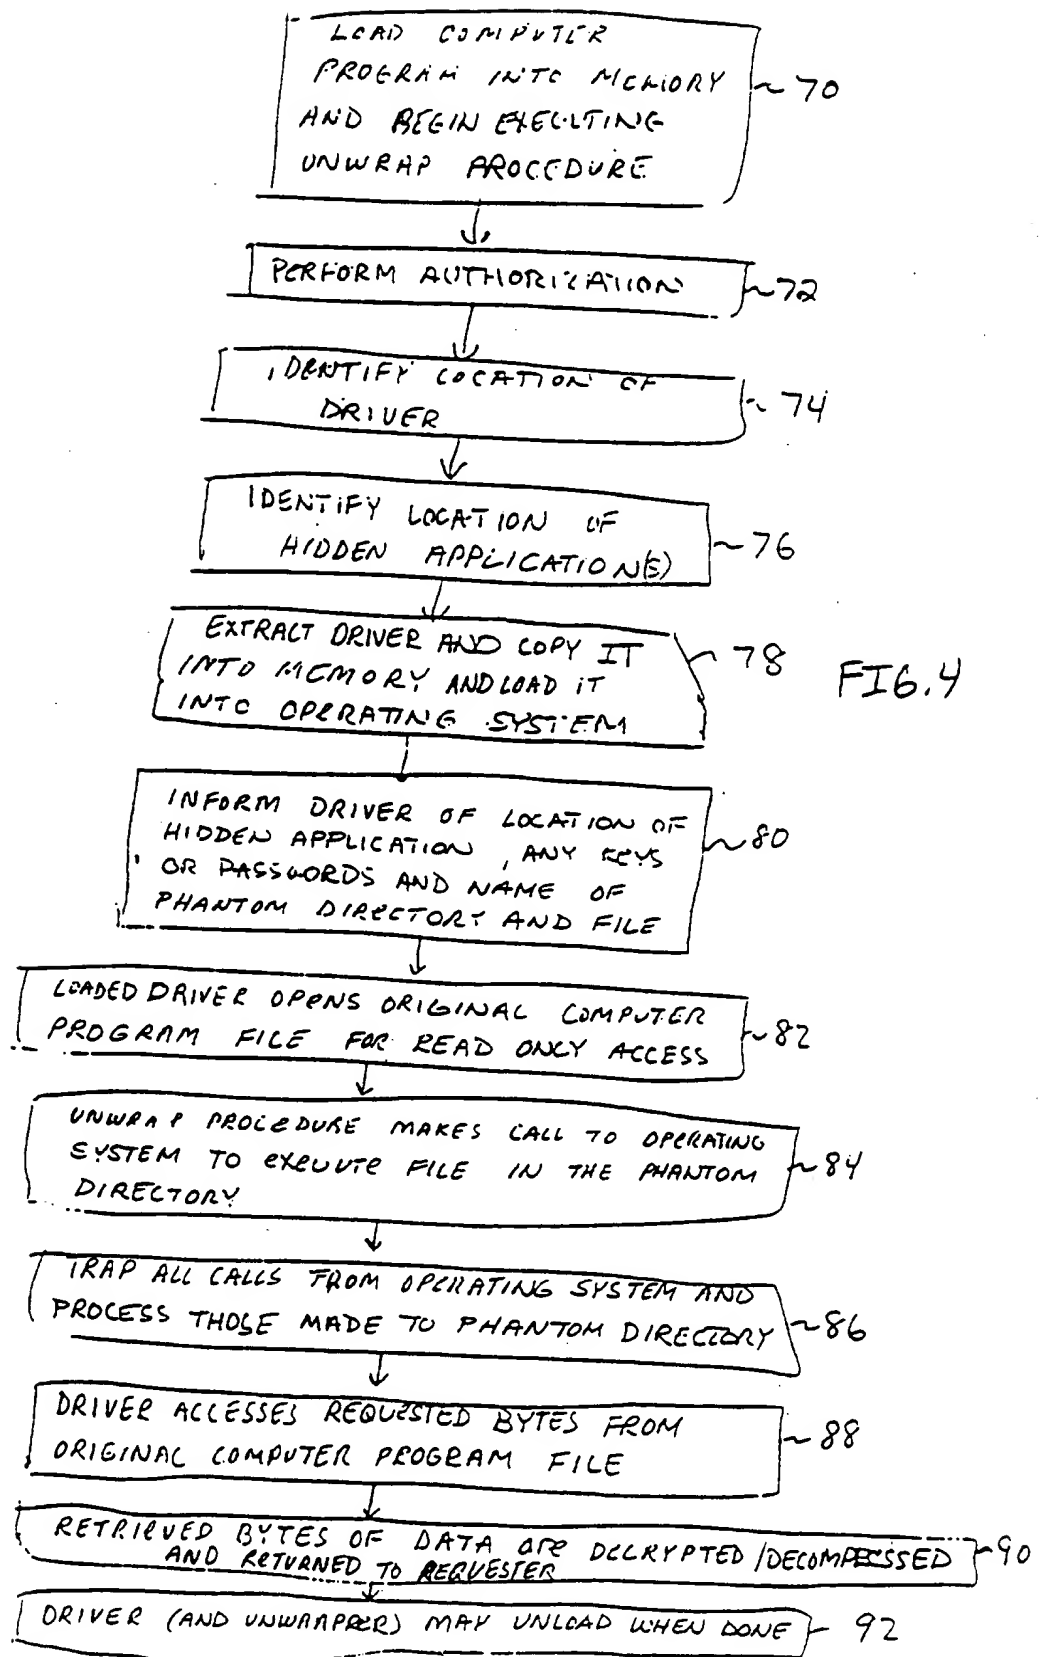 LOAD COMPUTER
PROGRAM INTO MEMORY
AND BEGIN EXECUTING
UNWRAP PROCEDURE
70
PERFORM AUTHORIZATION
72
IDENTIFY LOCATION OF
DRIVER
74
IDENTIFY LOCATION OF
HIDDEN APPLICATION(S)
76
EXTRACT DRIVER AND COPY IT
INTO MEMORY AND LOAD IT
INTO OPERATING SYSTEM
78
FIG.4
INFORM DRIVER OF LOCATION OF
HIDDEN APPLICATION, ANY KEYS
OR PASSWORDS AND NAME OF
PHANTOM DIRECTORY AND FILE
80
LOADED DRIVER OPENS ORIGINAL COMPUTER
PROGRAM FILE FOR READ ONLY ACCESS
82
UNWRAP PROCEDURE MAKES CALL TO OPERATING
SYSTEM TO EXECUTE FILE IN THE PHANTOM
DIRECTORY
84
TRAP ALL CALLS FROM OPERATING SYSTEM AND
PROCESS THOSE MADE TO PHANTOM DIRECTORY
86
DRIVER ACCESSES REQUESTED BYTES FROM
ORIGINAL COMPUTER PROGRAM FILE
88
RETRIEVED BYTES OF DATA ARE DECRYPTED/DECOMPRESSED
AND RETURNED TO REQUESTER
90
DRIVER (AND UNWRAPPER) MAY UNLOAD WHEN DONE
92